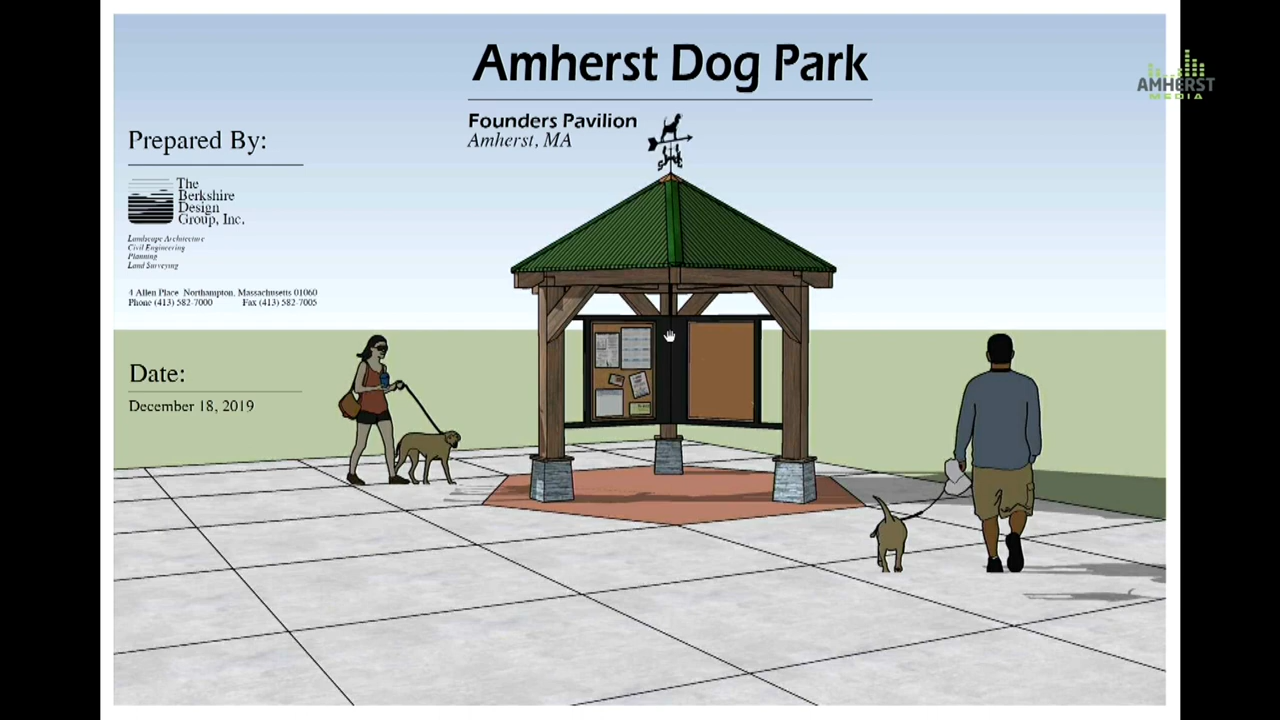 Amherst Dog Park
Founders Pavilion
Amherst, MA
Prepared By:
The
Berkshire
Design
Group, Inc.
Landscape Architecture
Civil Engineering
Planning
Land Surveying
4 Allen Place Northampton, Massachusetts 01060
Phone (413) 582-7000 Fax (413) 582-7005
Date:
December 18, 2019
AMHERST
MEDIA